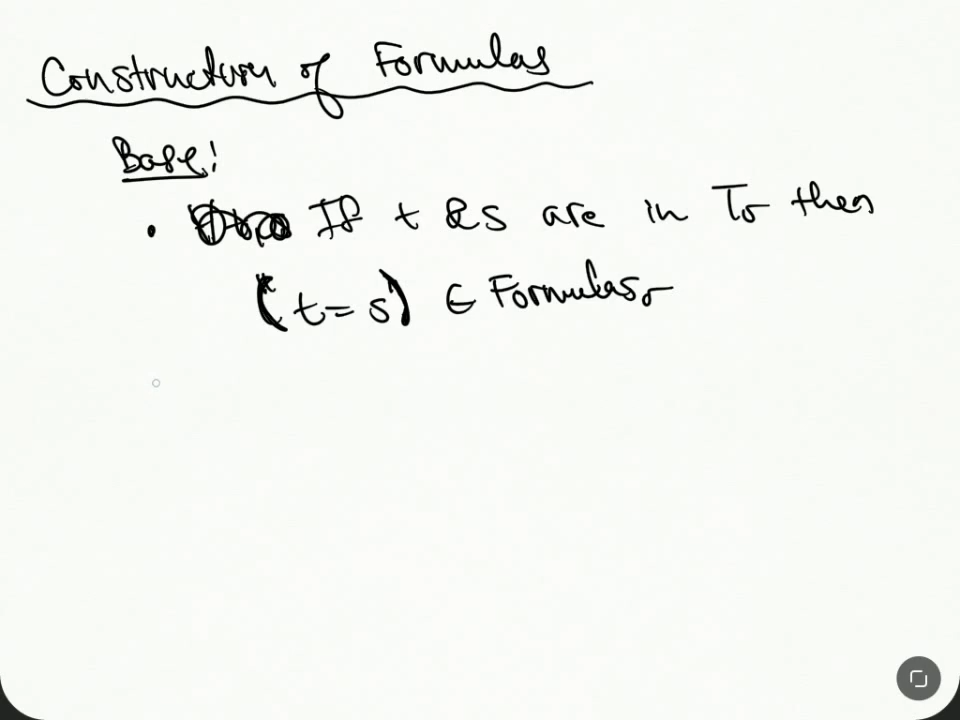 Construction of Formulas
Base:
• If t & s are in Tσ then
(t = s) ∈ Formulasσ